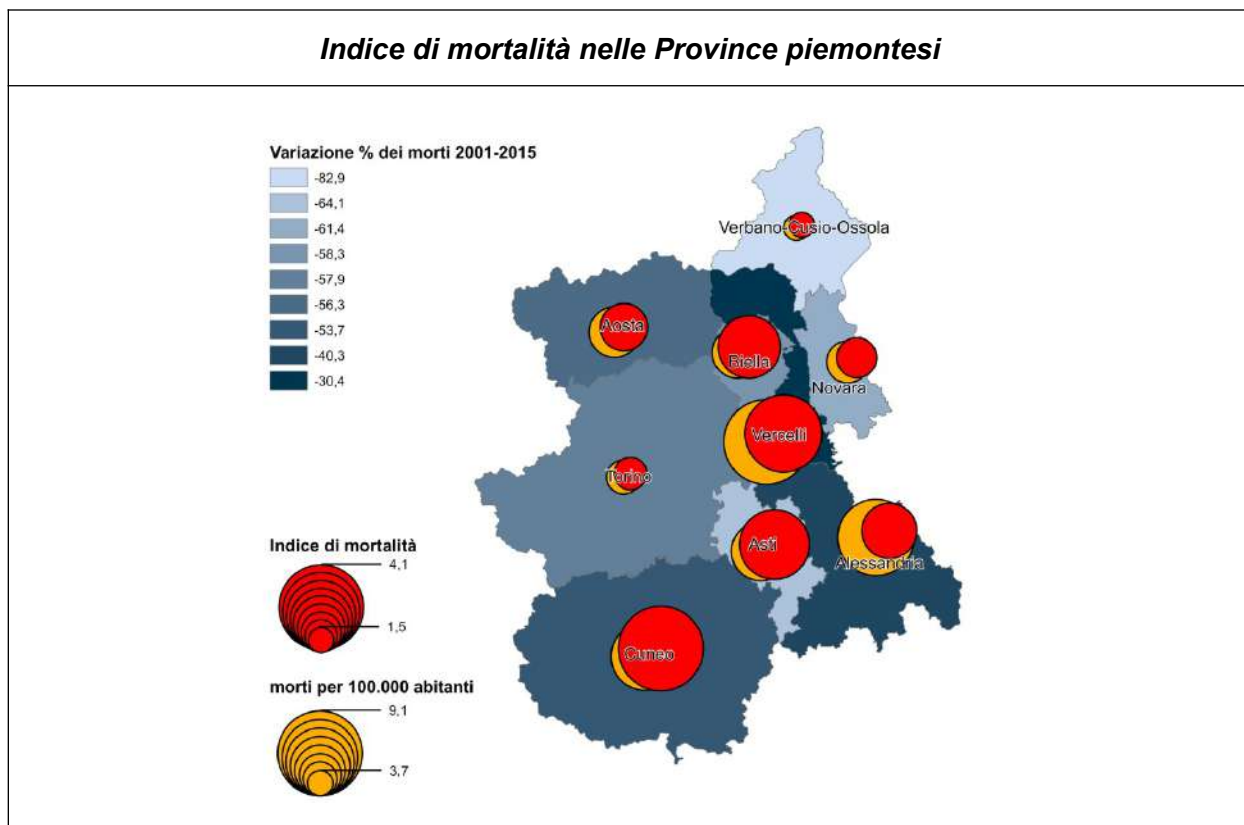 Indice di mortalità nelle Province piemontesi
Variazione % dei morti 2001-2015
-82,9
-64,1
-61,4
-58,3
-57,9
-56,3
-53,7
-40,3
-30,4
Verbano-Cusio-Ossola
Aosta
Biella
Novara
Vercelli
Torino
Asti
Alessandria
Cuneo
Indice di mortalità
4,1
1,5
morti per 100.000 abitanti
9,1
3,7